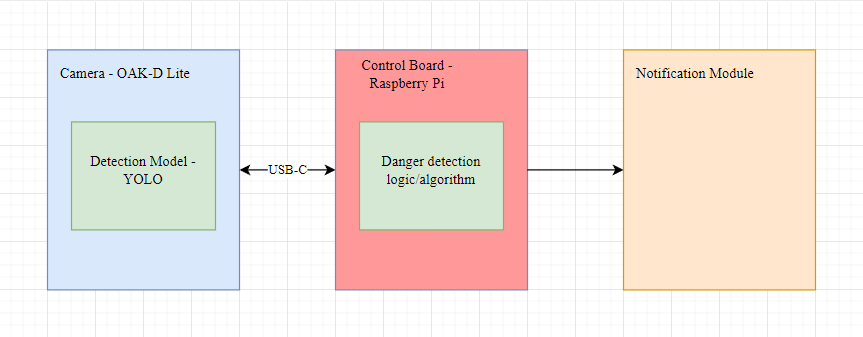 Camera - OAK-D Lite
Detection Model -
YOLO
USB-C
Control Board -
Raspberry Pi
Danger detection
logic/algorithm
Notification Module